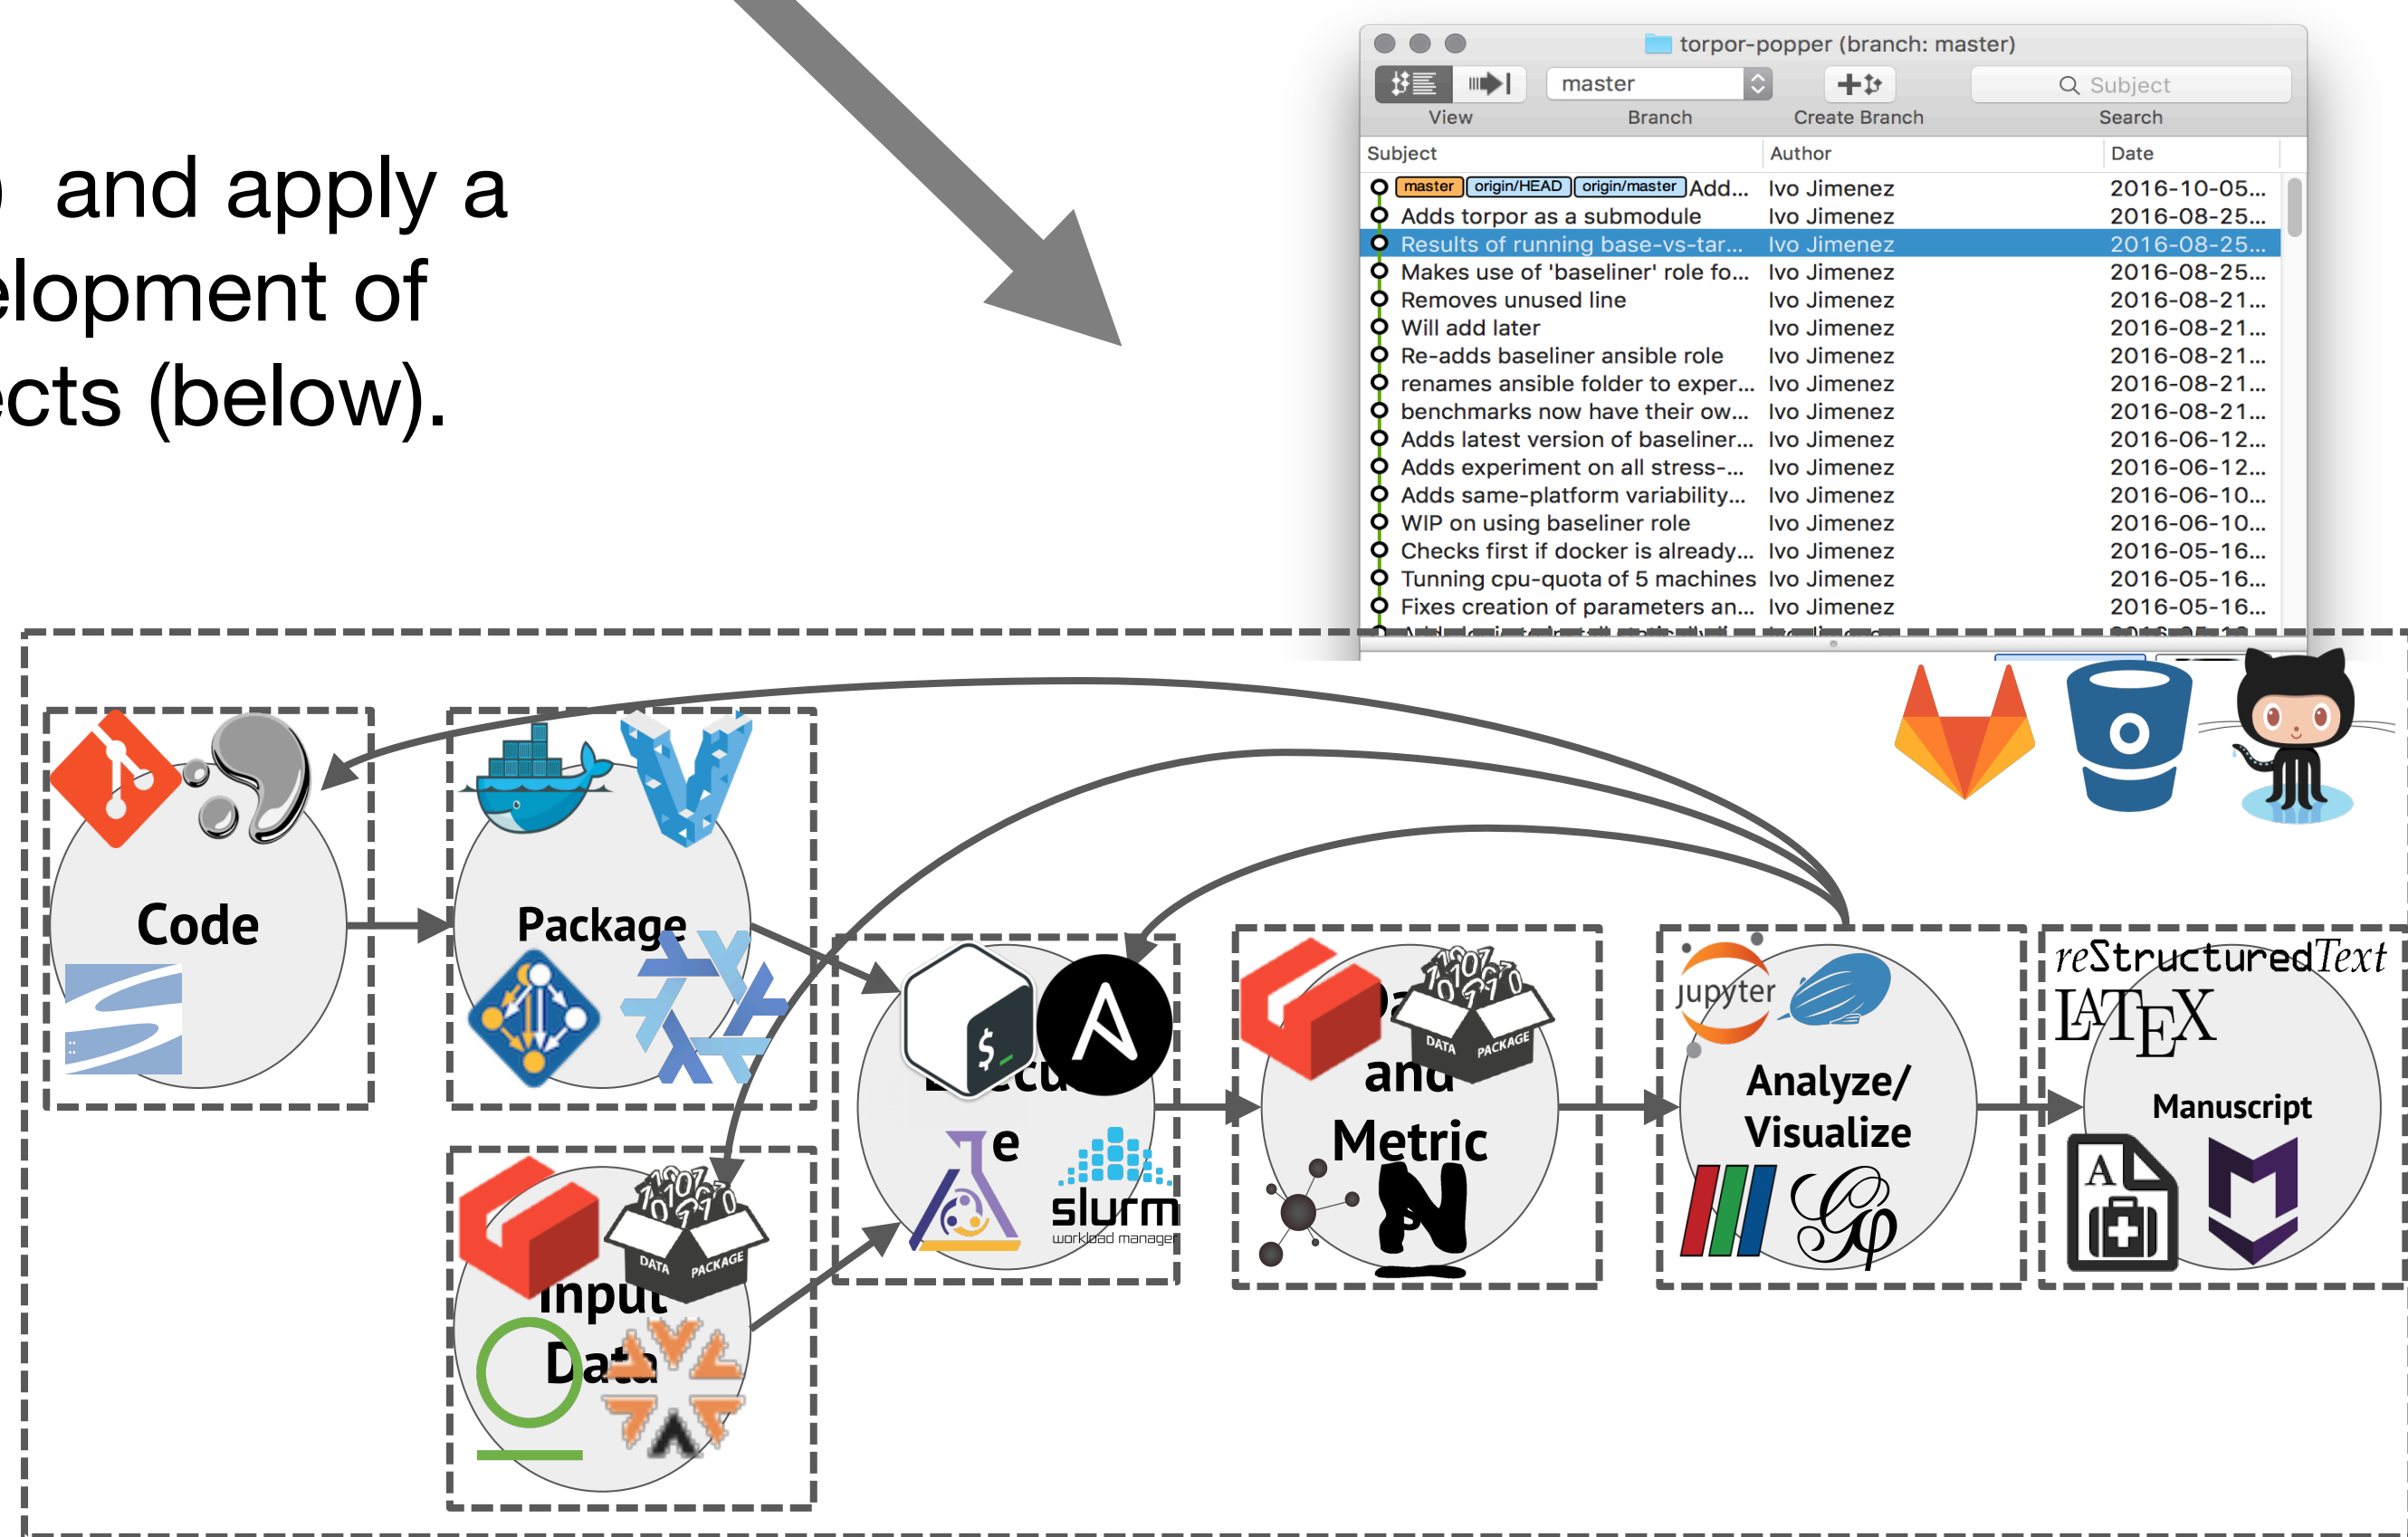 and apply a
elopment of
ects (below).
torpor-popper (branch: master)
master
Subject
View Branch Create Branch Search
Subject Author Date
master origin/HEAD origin/master Add... Ivo Jimenez 2016-10-05...
Adds torpor as a submodule Ivo Jimenez 2016-08-25...
Results of running base-vs-tar... Ivo Jimenez 2016-08-25...
Makes use of 'baseliner' role fo... Ivo Jimenez 2016-08-25...
Removes unused line Ivo Jimenez 2016-08-21...
Will add later Ivo Jimenez 2016-08-21...
Re-adds baseliner ansible role Ivo Jimenez 2016-08-21...
renames ansible folder to exper... Ivo Jimenez 2016-08-21...
benchmarks now have their ow... Ivo Jimenez 2016-08-21...
Adds latest version of baseliner... Ivo Jimenez 2016-06-12...
Adds experiment on all stress-... Ivo Jimenez 2016-06-12...
Adds same-platform variability... Ivo Jimenez 2016-06-10...
WIP on using baseliner role Ivo Jimenez 2016-06-10...
Checks first if docker is already... Ivo Jimenez 2016-05-16...
Tunning cpu-quota of 5 machines Ivo Jimenez 2016-05-16...
Fixes creation of parameters an... Ivo Jimenez 2016-05-16...
Code
Package
Input
Data
DATA PACKAGE
$_
e
slurm
workload manager
DATA PACKAGE
and
Metric
jupyter
Analyze/
Visualize
reStructuredText
LATEX
Manuscript